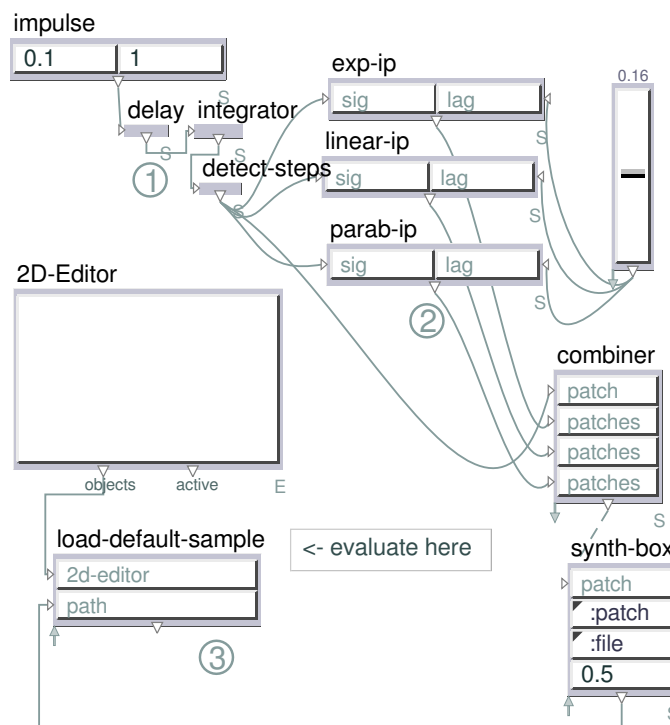 impulse
0.1 1
S
delay integrator
S S
1
detect-steps
S
exp-ip
sig lag
S
linear-ip
sig lag
S
parab-ip
sig lag
S
2
0.16
2D-Editor
objects active E
combiner
patch
patches
patches
patches
S
load-default-sample
2d-editor
path
<- evaluate here
3
synth-box
patch
:patch
:file
0.5
S